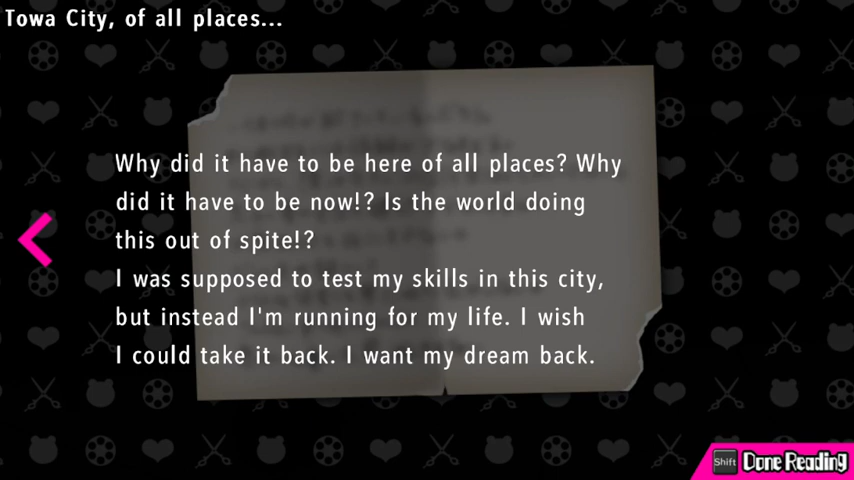 Towa City, of all places...
Why did it have to be here of all places? Why
did it have to be now!? Is the world doing
this out of spite!?
I was supposed to test my skills in this city,
but instead I'm running for my life. I wish
I could take it back. I want my dream back.
Shift Done Reading